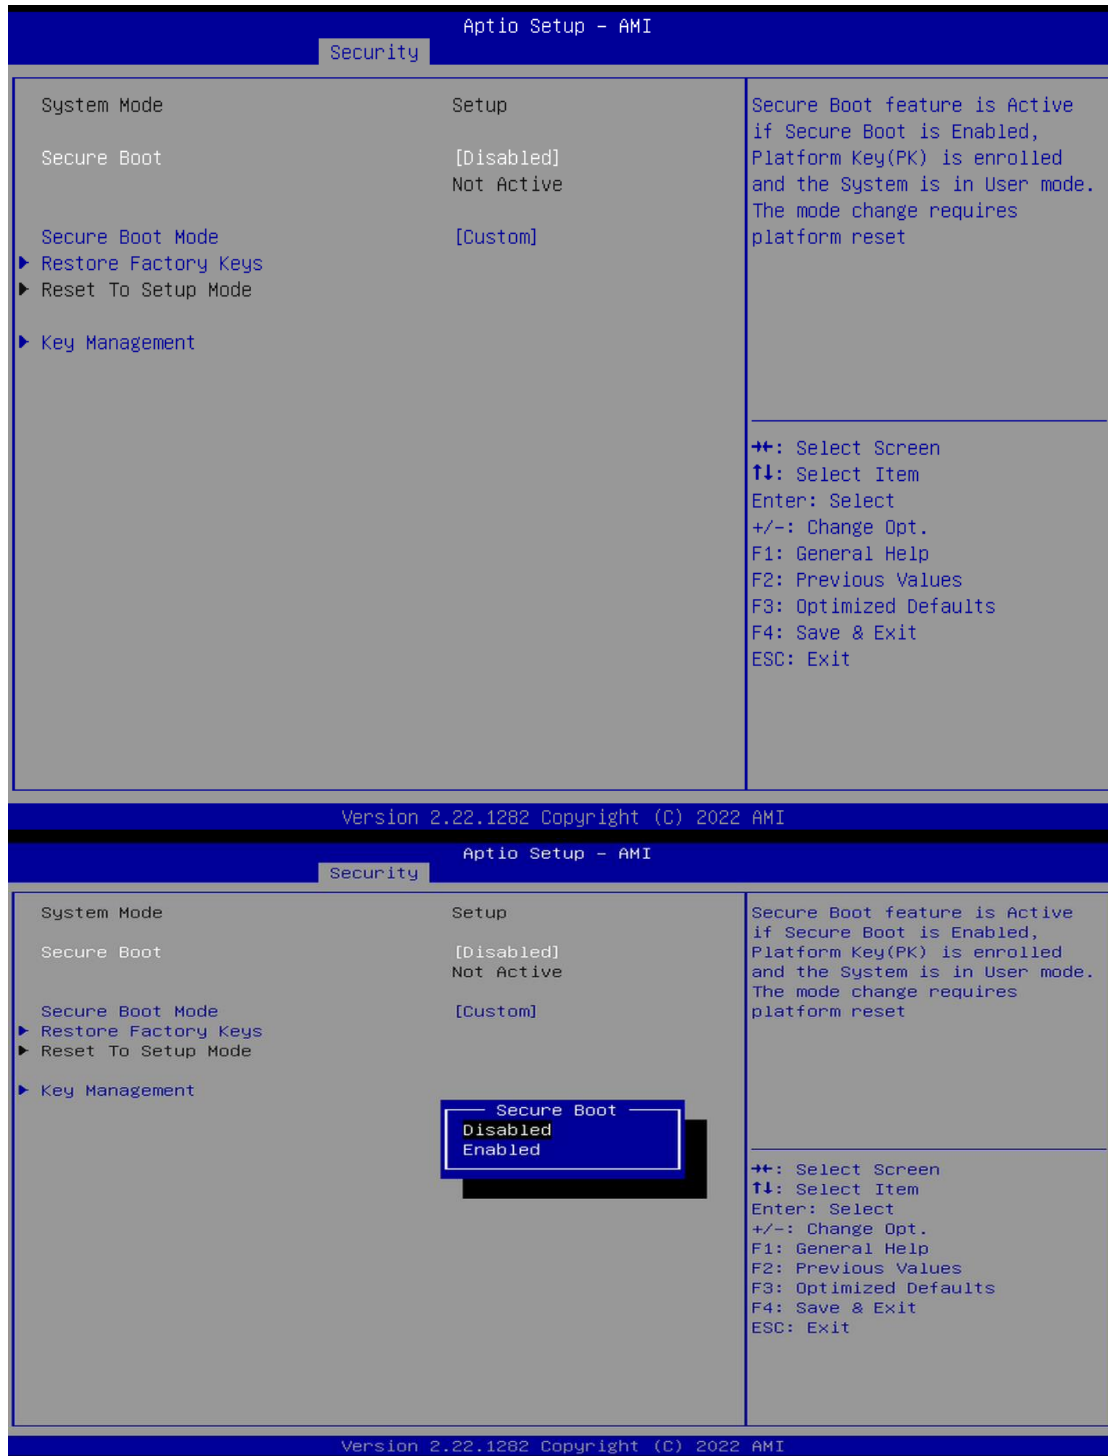 Aptio Setup – AMI
Security
System Mode Setup
Secure Boot [Disabled]
Not Active
Secure Boot Mode [Custom]
▶ Restore Factory Keys
▶ Reset To Setup Mode
▶ Key Management
Secure Boot feature is Active
if Secure Boot is Enabled,
Platform Key(PK) is enrolled
and the System is in User mode.
The mode change requires
platform reset
→←: Select Screen
↑↓: Select Item
Enter: Select
+/-: Change Opt.
F1: General Help
F2: Previous Values
F3: Optimized Defaults
F4: Save & Exit
ESC: Exit
Version 2.22.1282 Copyright (C) 2022 AMI
Aptio Setup – AMI
Security
System Mode Setup
Secure Boot [Disabled]
Not Active
Secure Boot Mode [Custom]
▶ Restore Factory Keys
▶ Reset To Setup Mode
▶ Key Management
Secure Boot
Disabled
Enabled
Secure Boot feature is Active
if Secure Boot is Enabled,
Platform Key(PK) is enrolled
and the System is in User mode.
The mode change requires
platform reset
→←: Select Screen
↑↓: Select Item
Enter: Select
+/-: Change Opt.
F1: General Help
F2: Previous Values
F3: Optimized Defaults
F4: Save & Exit
ESC: Exit
Version 2.22.1282 Copyright (C) 2022 AMI